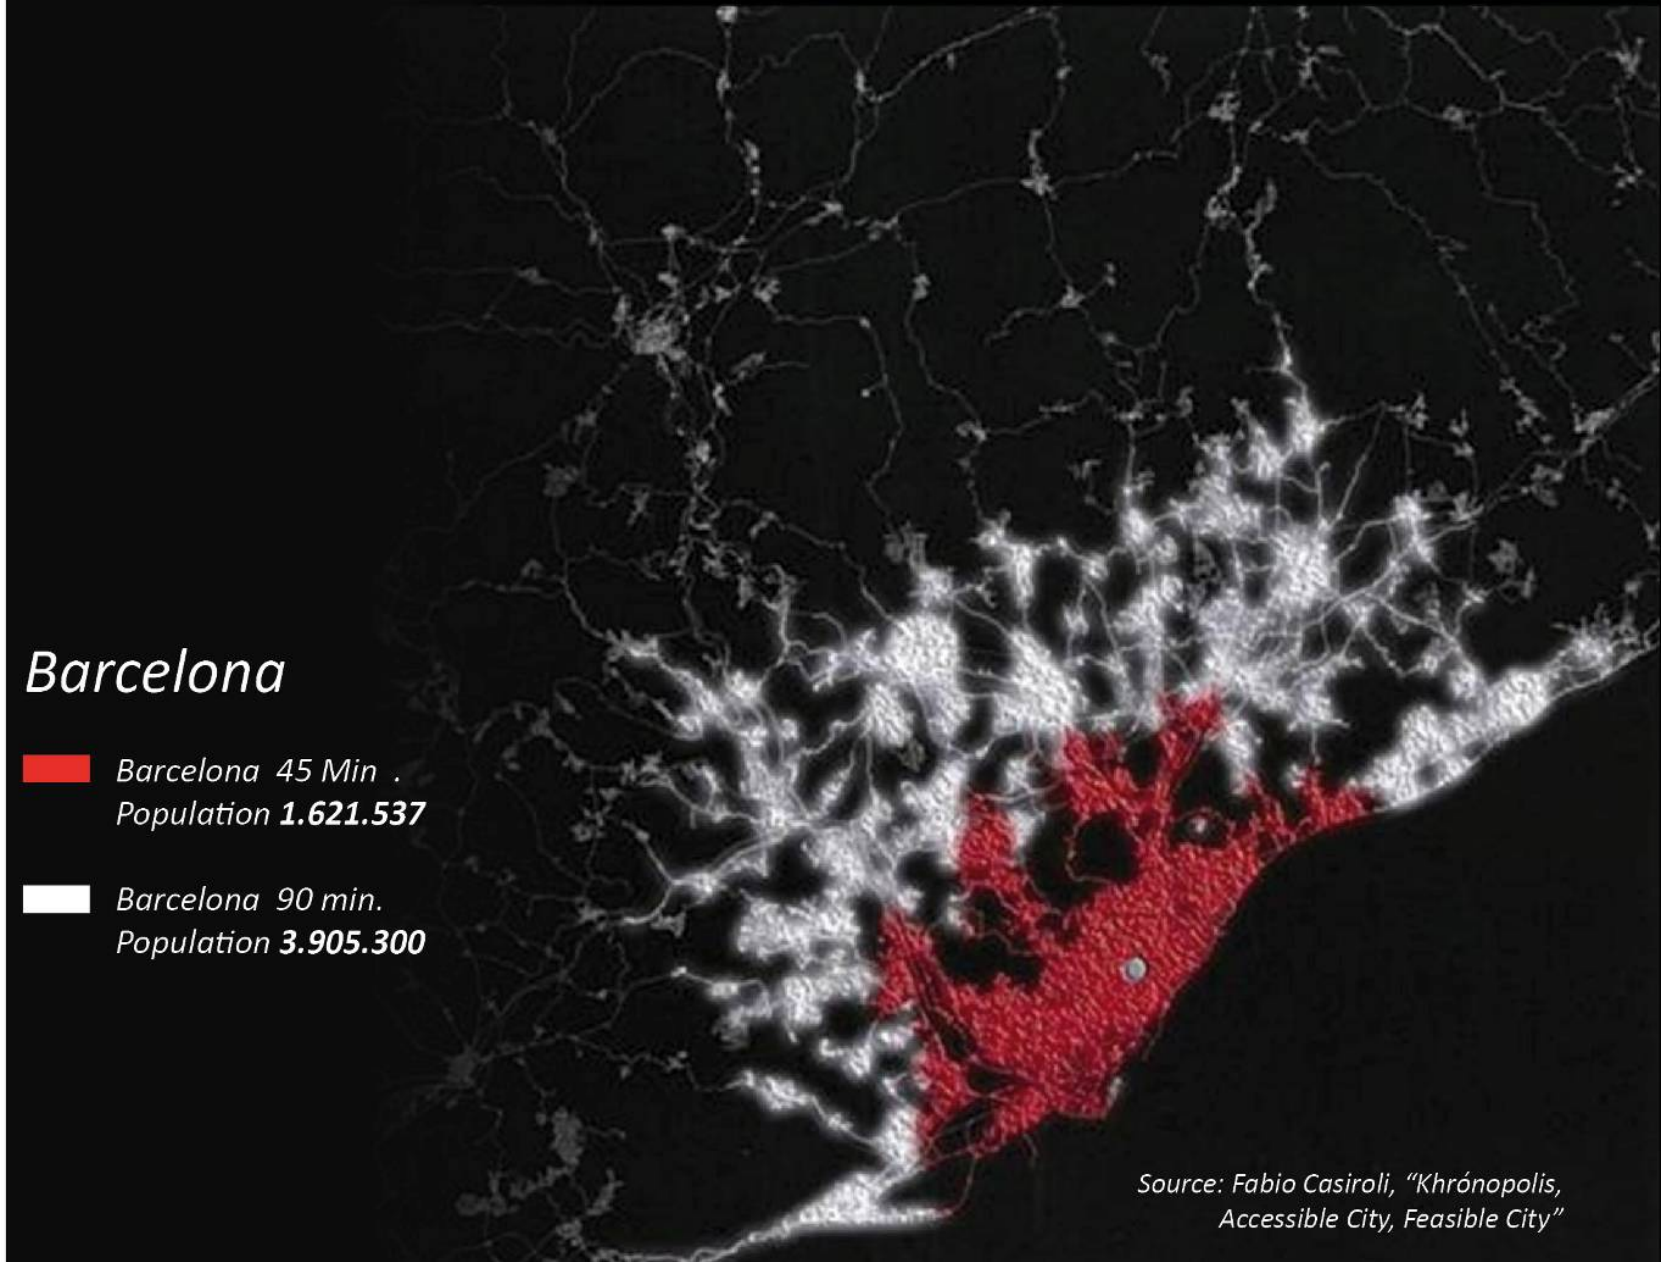 Barcelona
Barcelona 45 Min .
Population 1.621.537
Barcelona 90 min.
Population 3.905.300
Source: Fabio Casiroli, “Khrónopolis,
Accessible City, Feasible City”